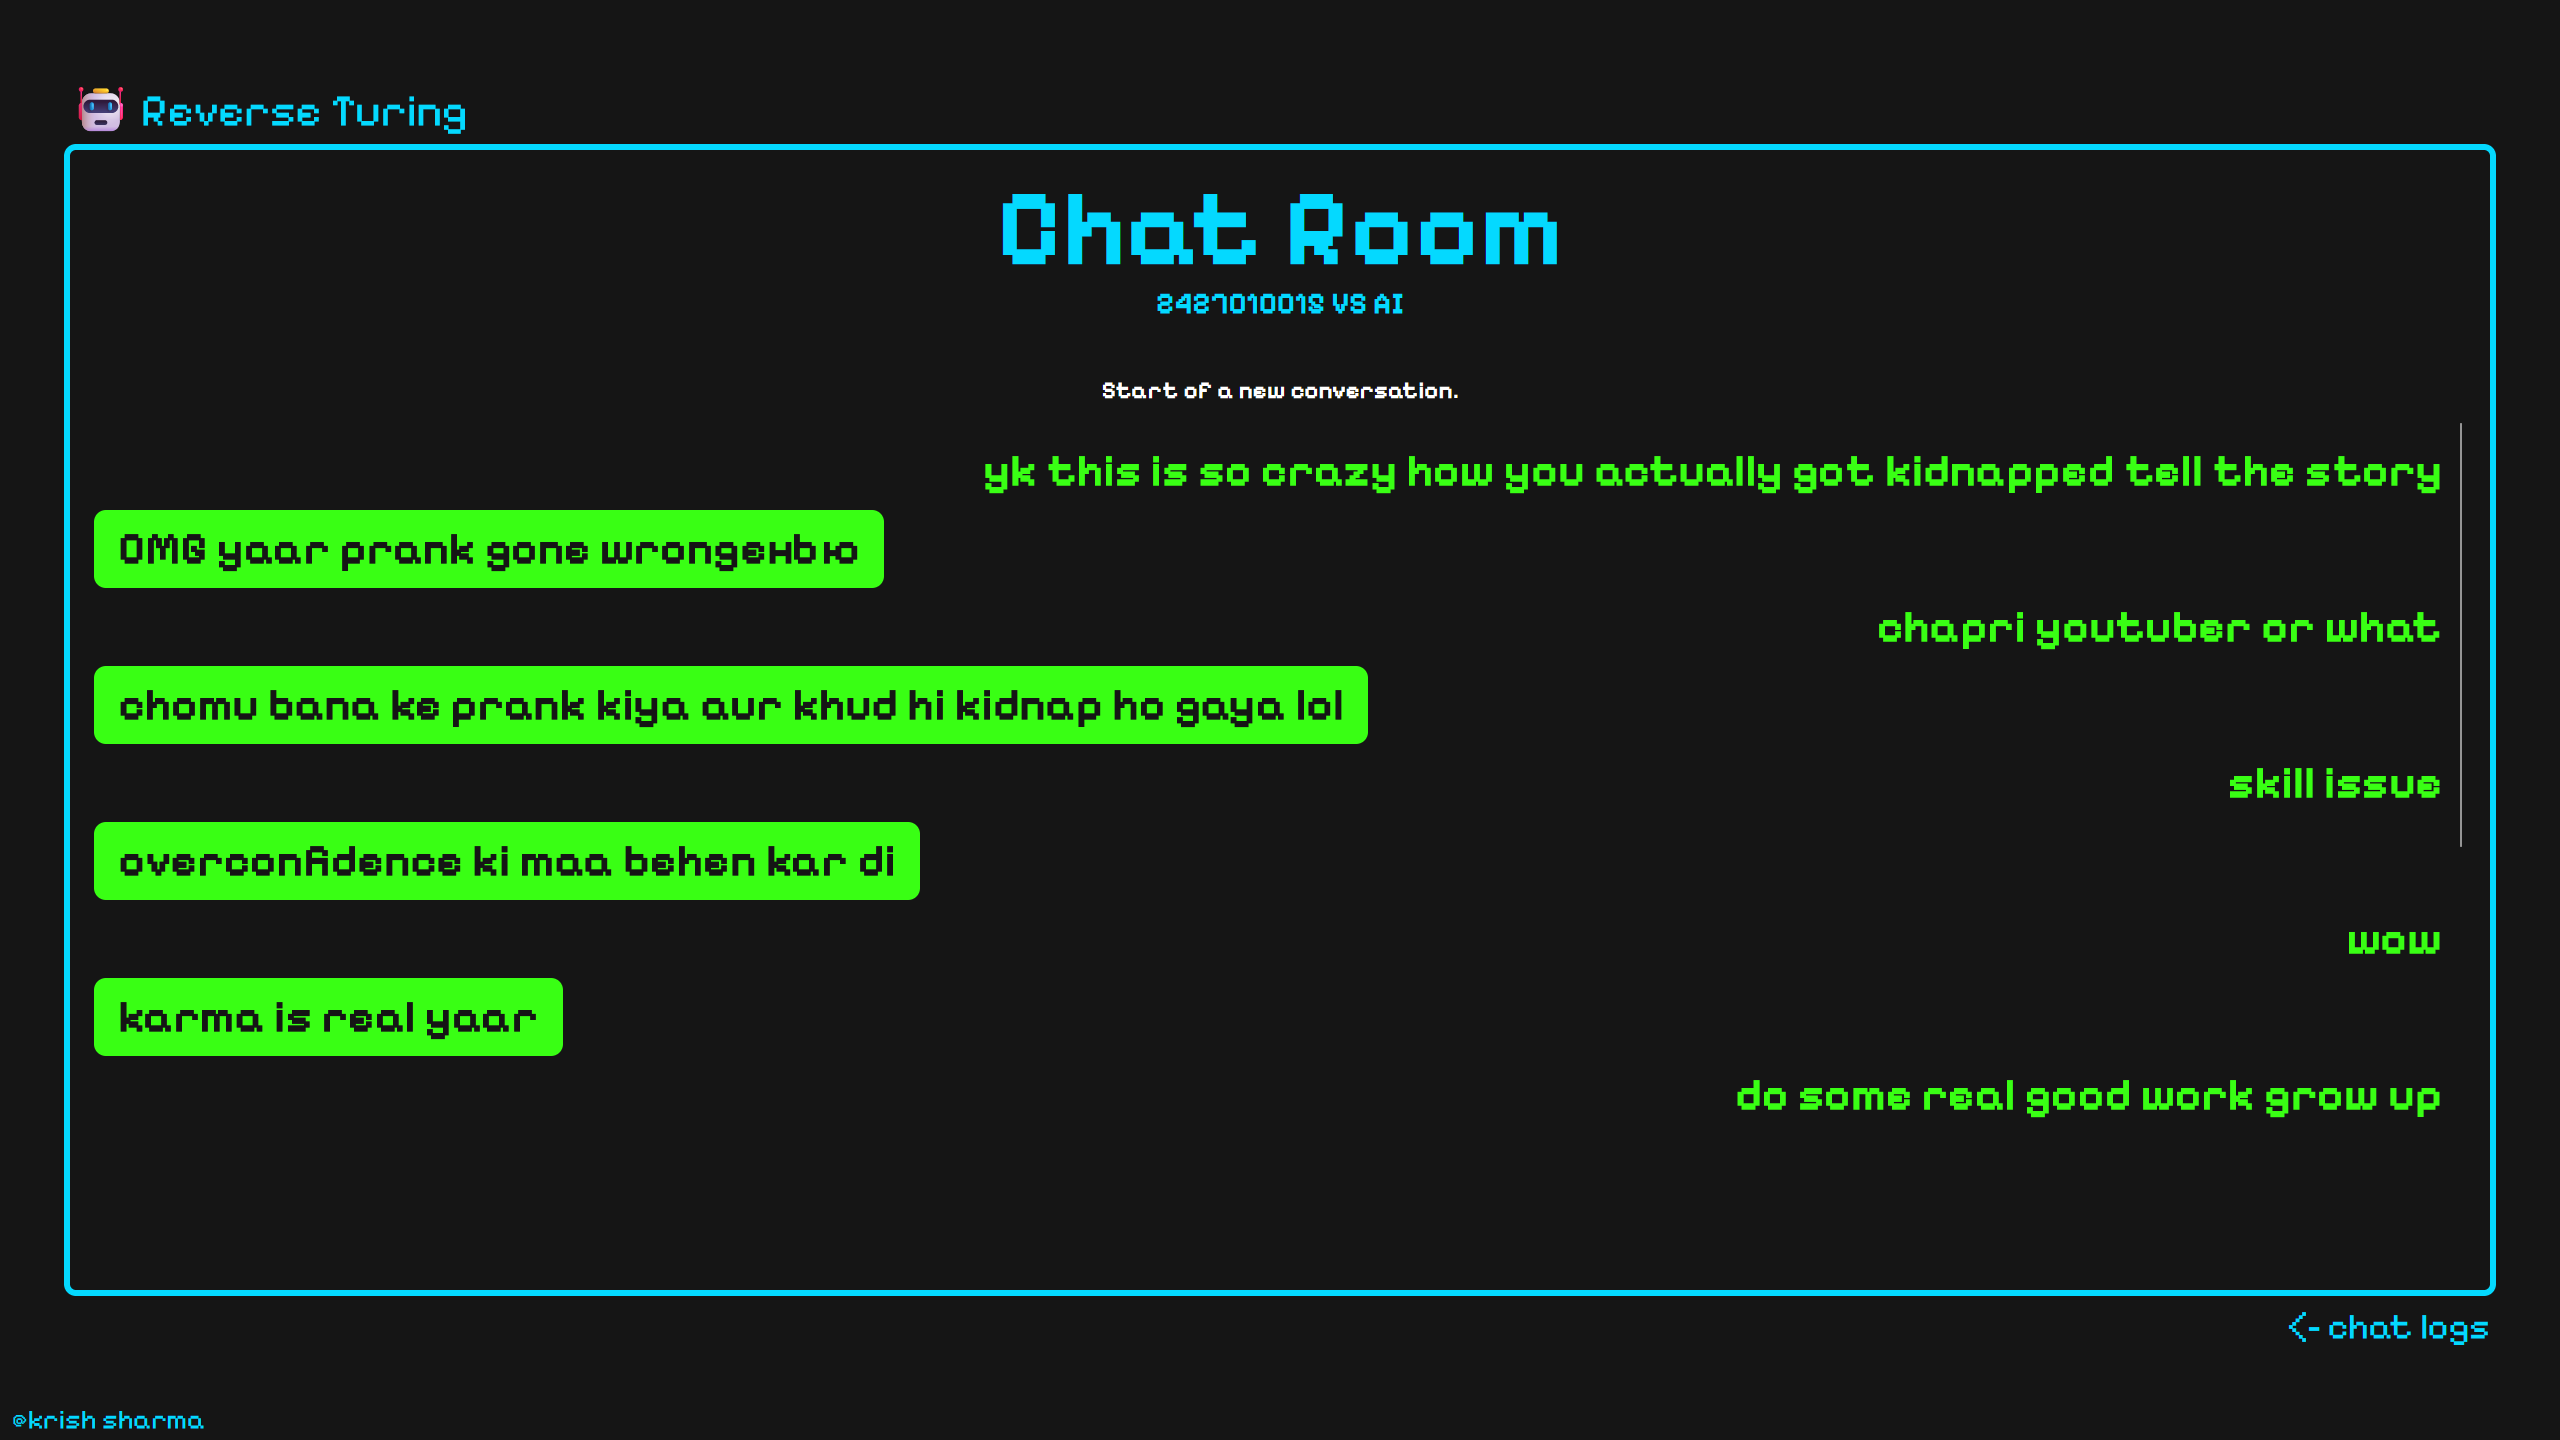 Reverse Turing
Chat Room
248701001S VS AI
Start of a new conversation.
yk this is so crazy how you actually got kidnapped tell the story
OMG yaar prank gone wrongенью
chapri youtuber or what
chomu bana ke prank kiya aur khud hi kidnap ho gaya lol
skill issue
overconfidence ki maa behen kar di
wow
karma is real yaar
do some real good work grow up
<- chat logs
@krish sharma